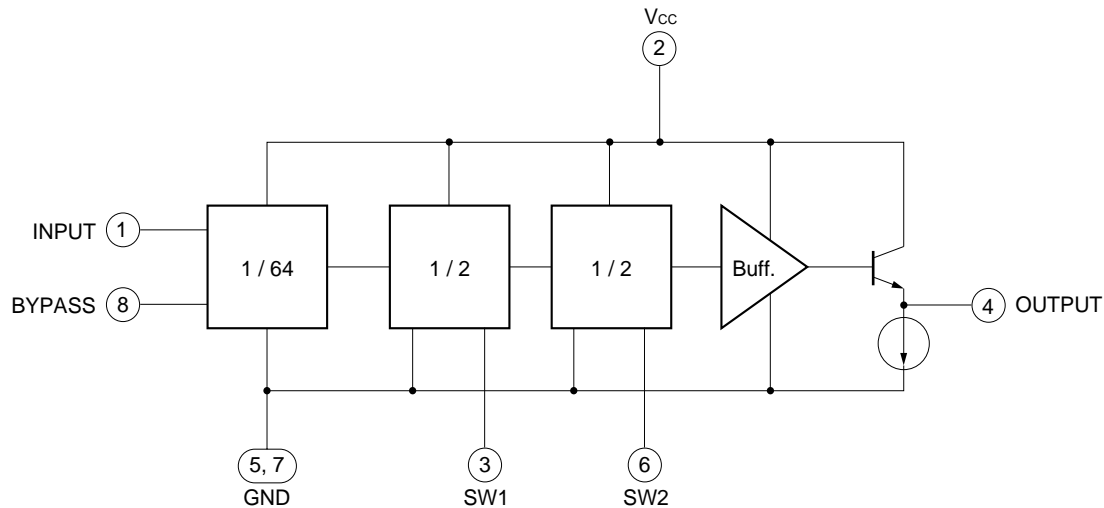 Vcc
2
INPUT 1
1 / 64
1 / 2
1 / 2
Buff.
BYPASS 8
4 OUTPUT
5, 7
GND
3
SW1
6
SW2